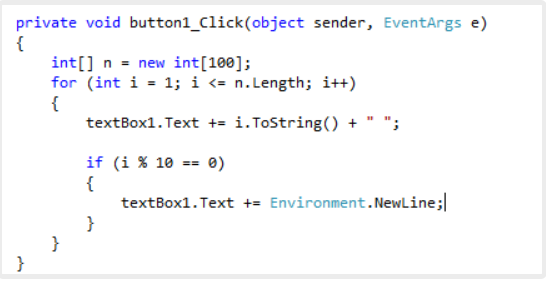 private void button1_Click(object sender, EventArgs e)
{
    int[] n = new int[100];
    for (int i = 1; i <= n.Length; i++)
    {
        textBox1.Text += i.ToString() + " ";

        if (i % 10 == 0)
        {
            textBox1.Text += Environment.NewLine;
        }
    }
}